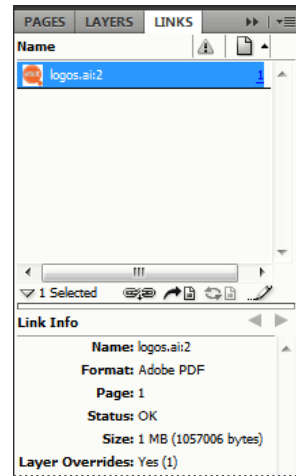 PAGES LAYERS LINKS
Name
logos.ai:2 1
1 Selected
Link Info
Name: logos.ai:2
Format: Adobe PDF
Page: 1
Status: OK
Size: 1 MB (1057006 bytes)
Layer Overrides: Yes (1)